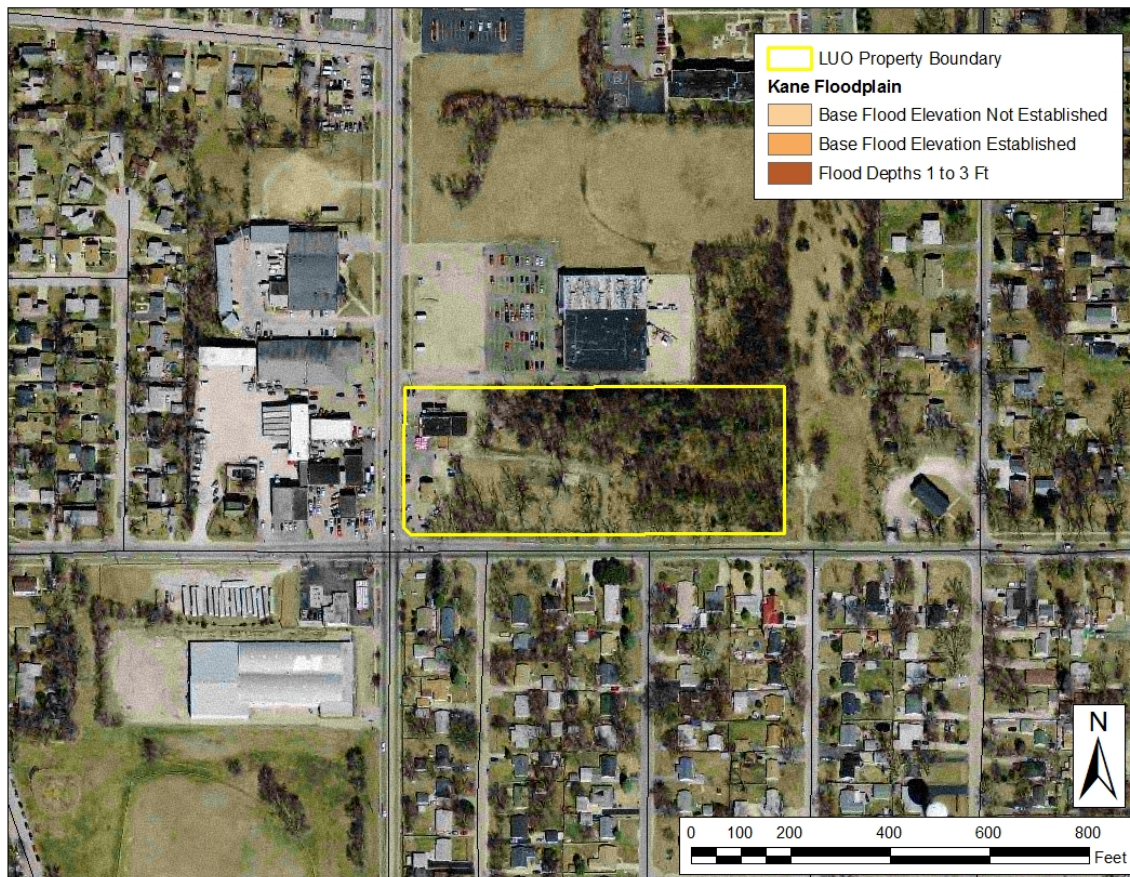 LUO Property Boundary
Kane Floodplain
Base Flood Elevation Not Established
Base Flood Elevation Established
Flood Depths 1 to 3 Ft
N
0 100 200 400 600 800
Feet